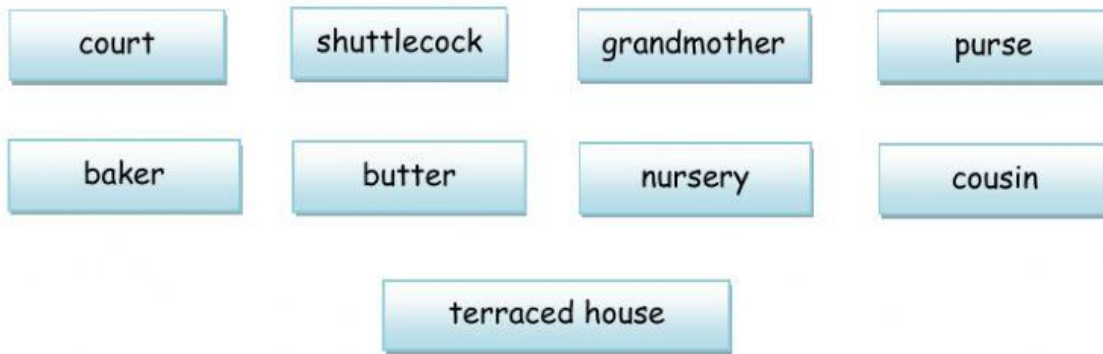 court shuttlecock grandmother purse
baker butter nursery cousin
terraced house